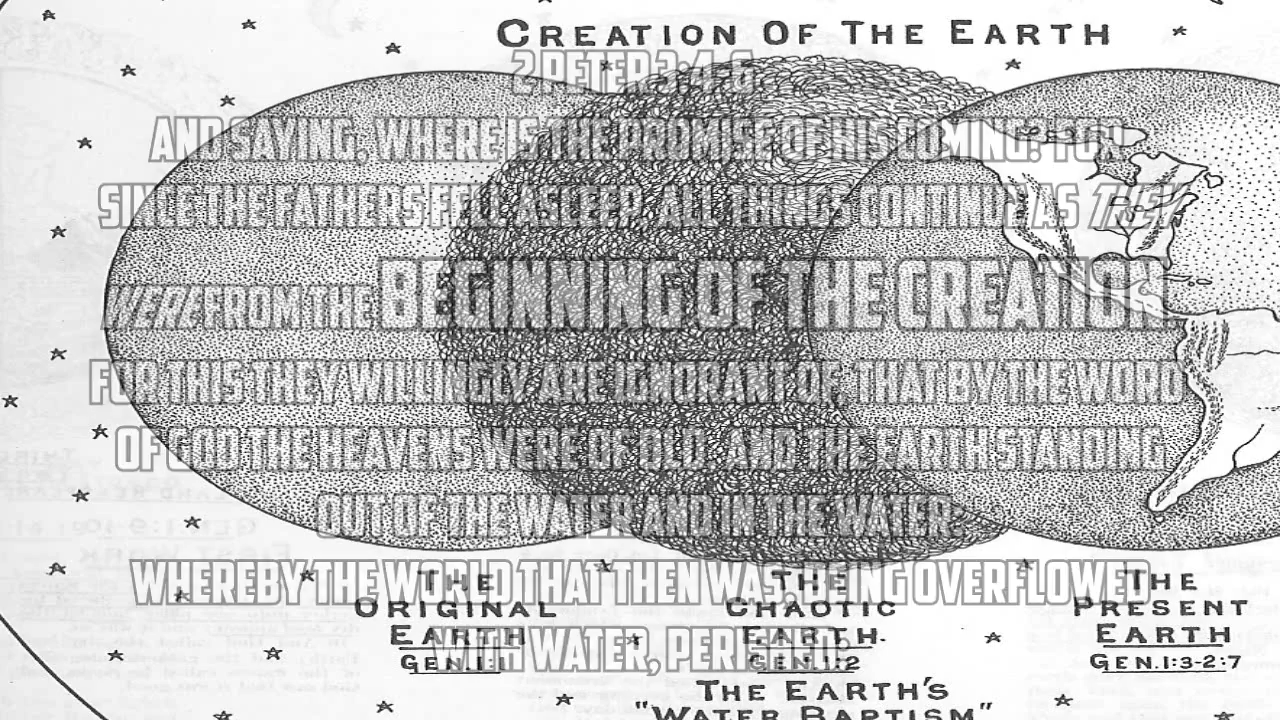 CREATION OF THE EARTH
2 PETER 3:4-6
AND SAYING, WHERE IS THE PROMISE OF HIS COMING? FOR
SINCE THE FATHERS FELL ASLEEP, ALL THINGS CONTINUE AS THEY
WERE FROM THE BEGINNING OF THE CREATION.
FOR THIS THEY WILLINGLY ARE IGNORANT OF, THAT BY THE WORD
OF GOD THE HEAVENS WERE OF OLD, AND THE EARTH STANDING
OUT OF THE WATER AND IN THE WATER:
WHEREBY THE WORLD THAT THEN WAS, BEING OVERFLOWED
WITH WATER, PERISHED:
THE
ORIGINAL
EARTH
GEN. 1:1
THE
CHAOTIC
EARTH.
GEN. 1:2
THE EARTH'S
"WATER BAPTISM"
THE
PRESENT
EARTH
GEN. 1:3-2:7